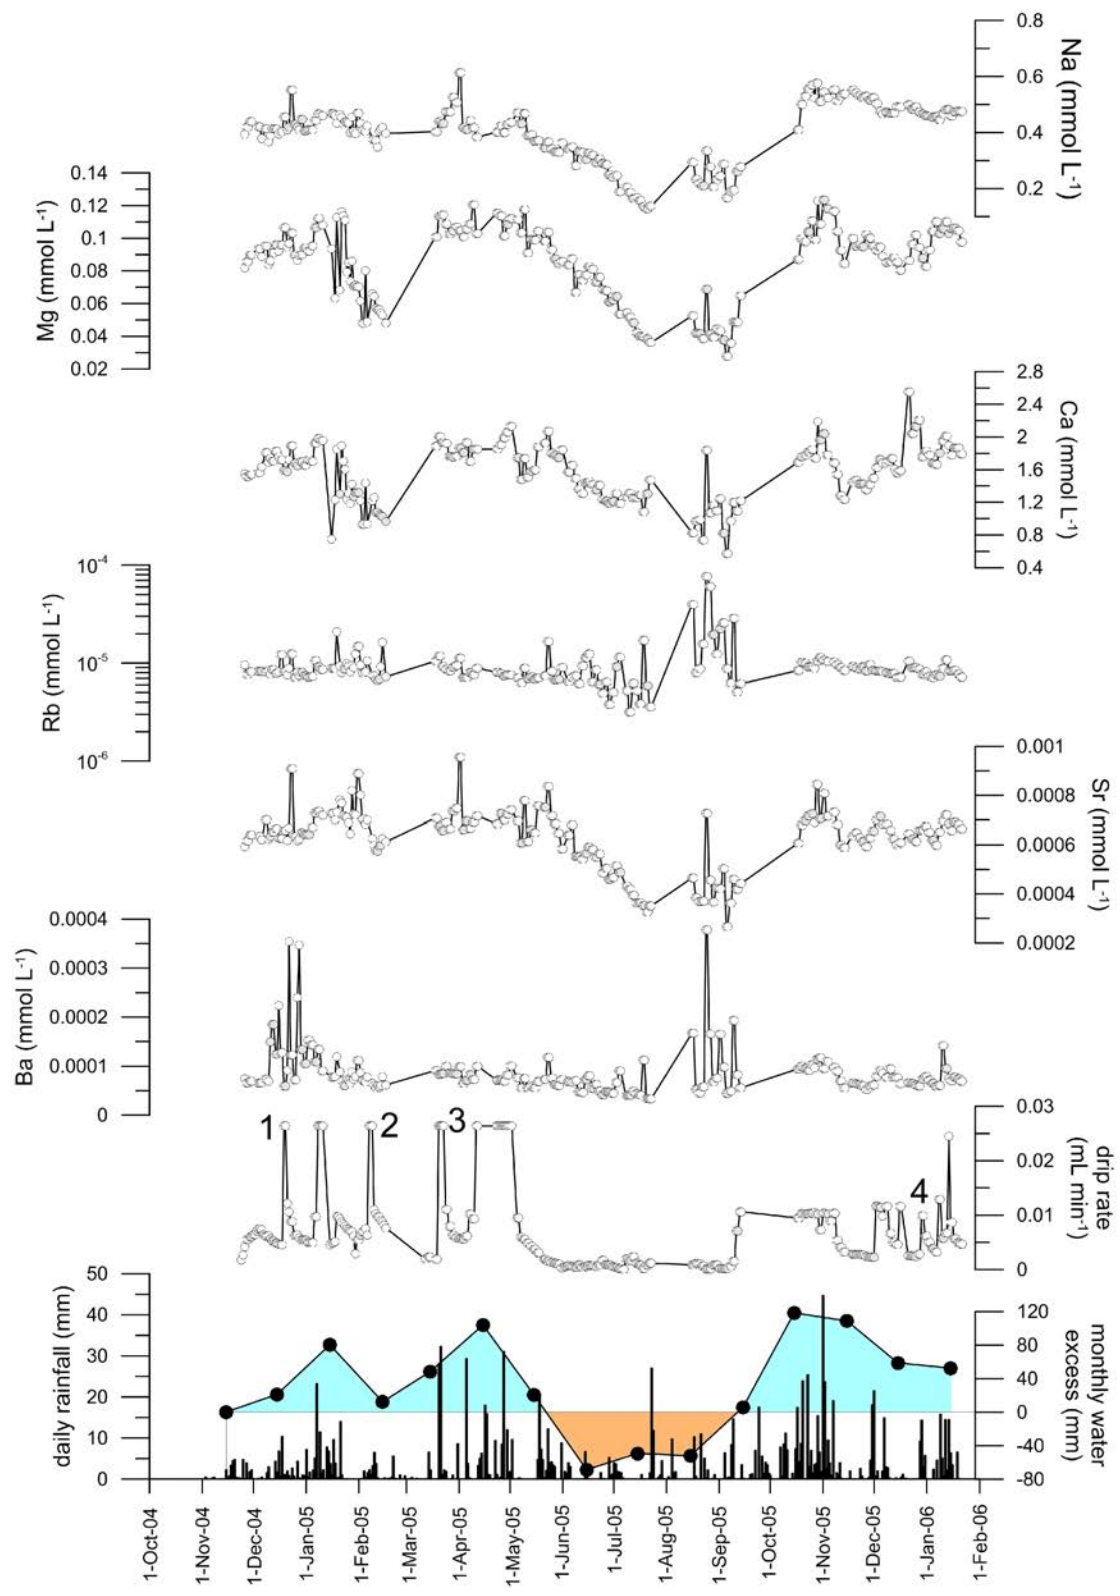 0.8
0.6
0.4
0.2
Na (mmol L-1)
0.14
0.12
0.1
0.08
0.06
0.04
0.02
Mg (mmol L-1)
2.8
2.4
2
1.6
1.2
0.8
0.4
Ca (mmol L-1)
10-4
10-5
10-6
Rb (mmol L-1)
0.001
0.0008
0.0006
0.0004
0.0002
Sr (mmol L-1)
0.0004
0.0003
0.0002
0.0001
0
Ba (mmol L-1)
1
2
3
4
0.03
0.02
0.01
0
drip rate
(mL min-1)
50
40
30
20
10
0
daily rainfall (mm)
120
80
40
0
-40
-80
monthly water
excess (mm)
1-Oct-04
1-Nov-04
1-Dec-04
1-Jan-05
1-Feb-05
1-Mar-05
1-Apr-05
1-May-05
1-Jun-05
1-Jul-05
1-Aug-05
1-Sep-05
1-Oct-05
1-Nov-05
1-Dec-05
1-Jan-06
1-Feb-06